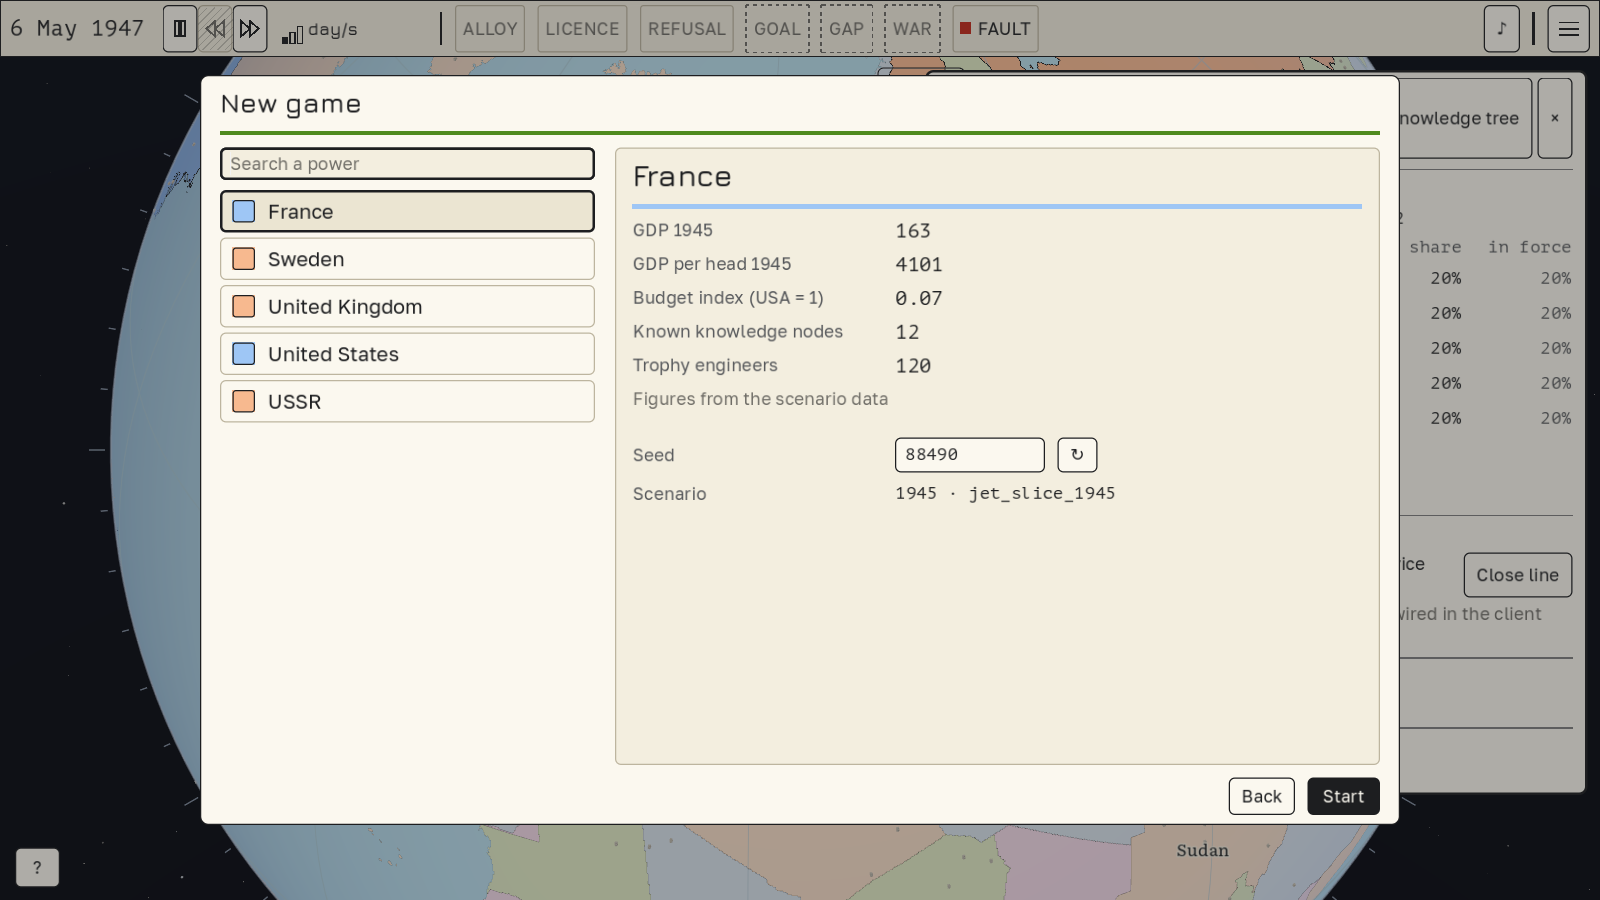 6 May 1947
day/s
ALLOY
LICENCE
REFUSAL
GOAL
GAP
WAR
FAULT
♪
New game
Search a power
France
Sweden
United Kingdom
United States
USSR
France
GDP 1945 163
GDP per head 1945 4101
Budget index (USA = 1) 0.07
Known knowledge nodes 12
Trophy engineers 120
Figures from the scenario data
Seed 88490 ↻
Scenario 1945 · jet_slice_1945
Back
Start
nowledge tree
×
share in force
20% 20%
20% 20%
20% 20%
20% 20%
20% 20%
Close line
wired in the client
Sudan
?